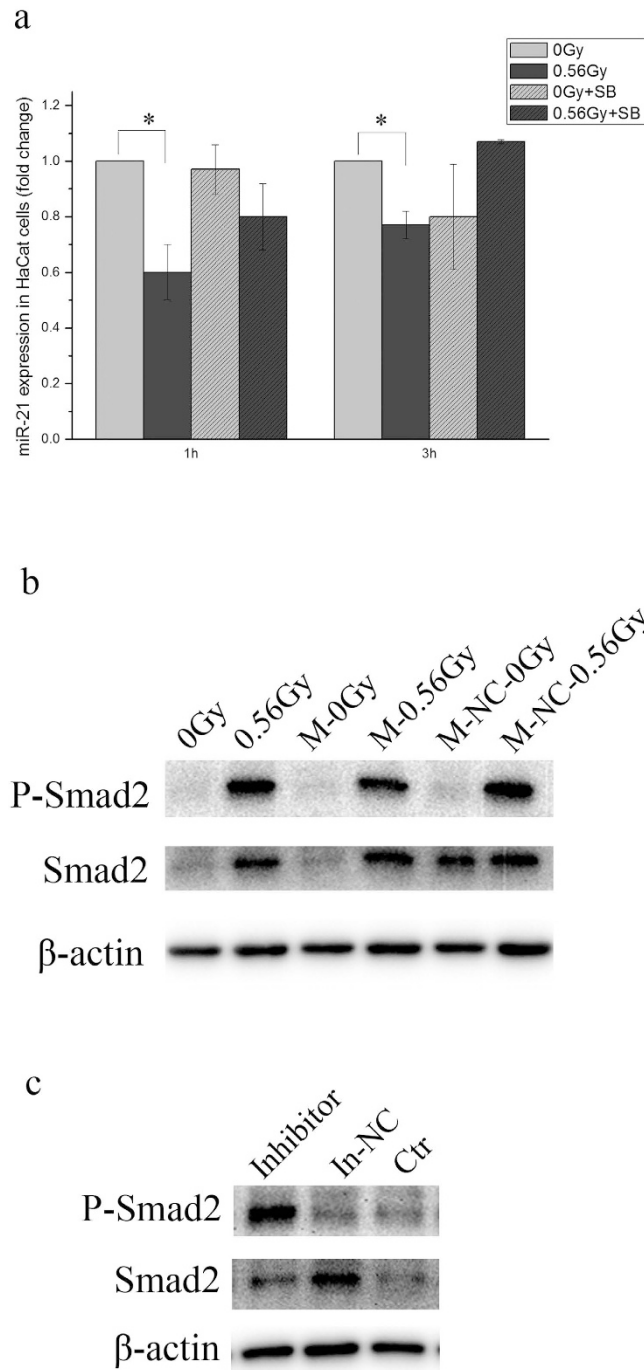 a
0Gy
0.56Gy
0Gy+SB
0.56Gy+SB
miR-21 expression in HaCat cells (fold change)
1.2
1.0
0.8
0.6
0.4
0.2
0.0
* *
1h 3h
b
0Gy 0.56Gy M-0Gy M-0.56Gy M-NC-0Gy M-NC-0.56Gy
P-Smad2
Smad2
β-actin
c
Inhibitor In-NC Ctr
P-Smad2
Smad2
β-actin